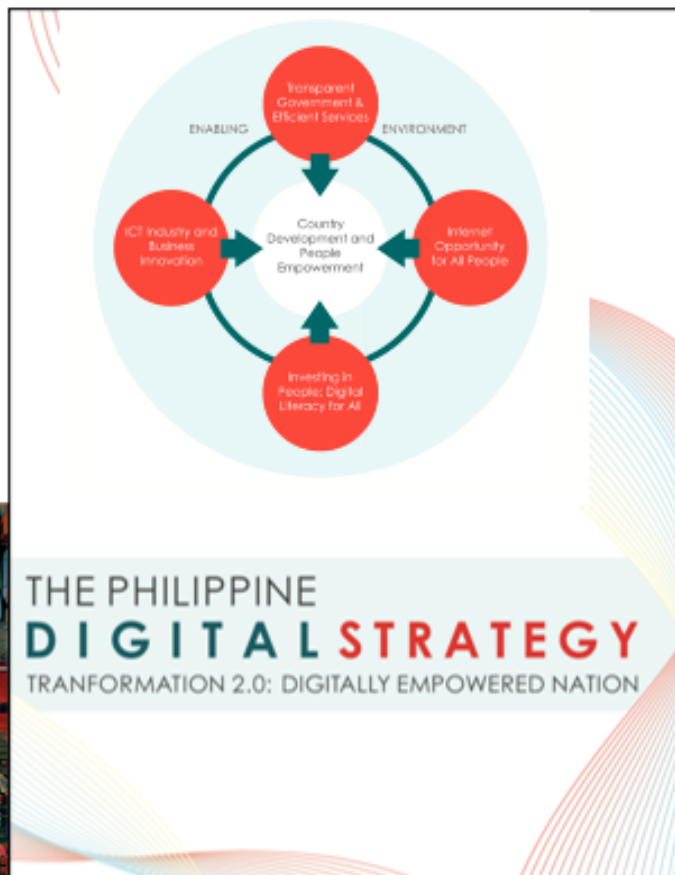 Transparent
Government &
Efficient Services
ENABLING
ENVIRONMENT
ICT Industry and
Business
Innovation
Country
Development and
People
Empowerment
Internet
Opportunity
for All People
Investing in
People: Digital
Literacy for All
THE PHILIPPINE
DIGITAL STRATEGY
TRANFORMATION 2.0: DIGITALLY EMPOWERED NATION